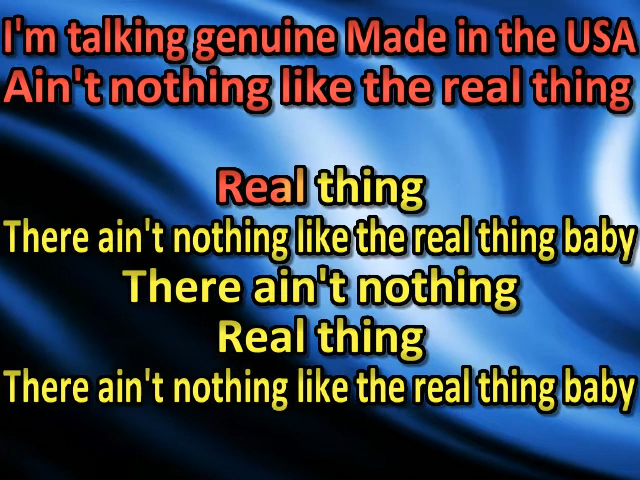 I'm talking genuine Made in the USA
Ain't nothing like the real thing
Real thing
There ain't nothing like the real thing baby
There ain't nothing
Real thing
There ain't nothing like the real thing baby